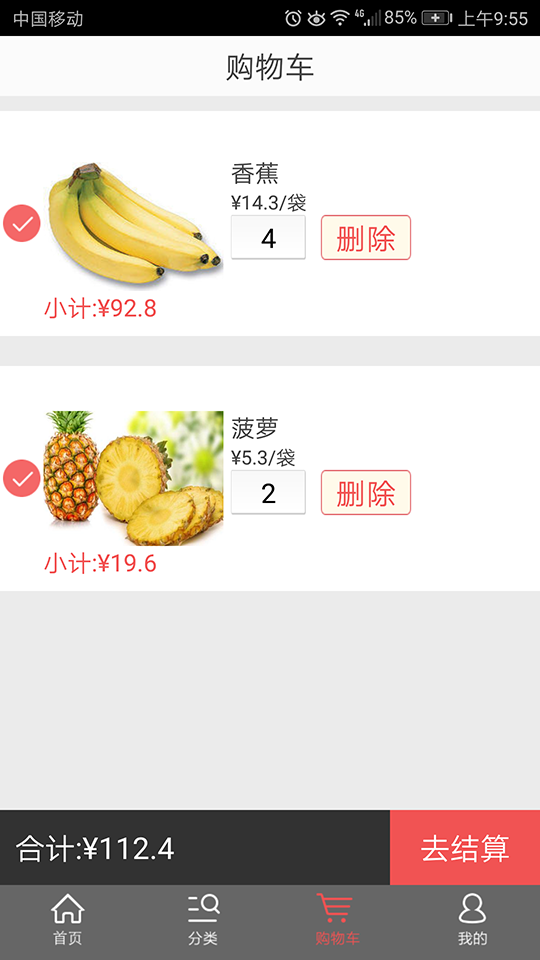 中国移动 4G 85% 上午9:55
购物车
香蕉
¥14.3/袋
4 删除
小计:¥92.8
菠萝
¥5.3/袋
2 删除
小计:¥19.6
合计:¥112.4 去结算
首页 分类 购物车 我的